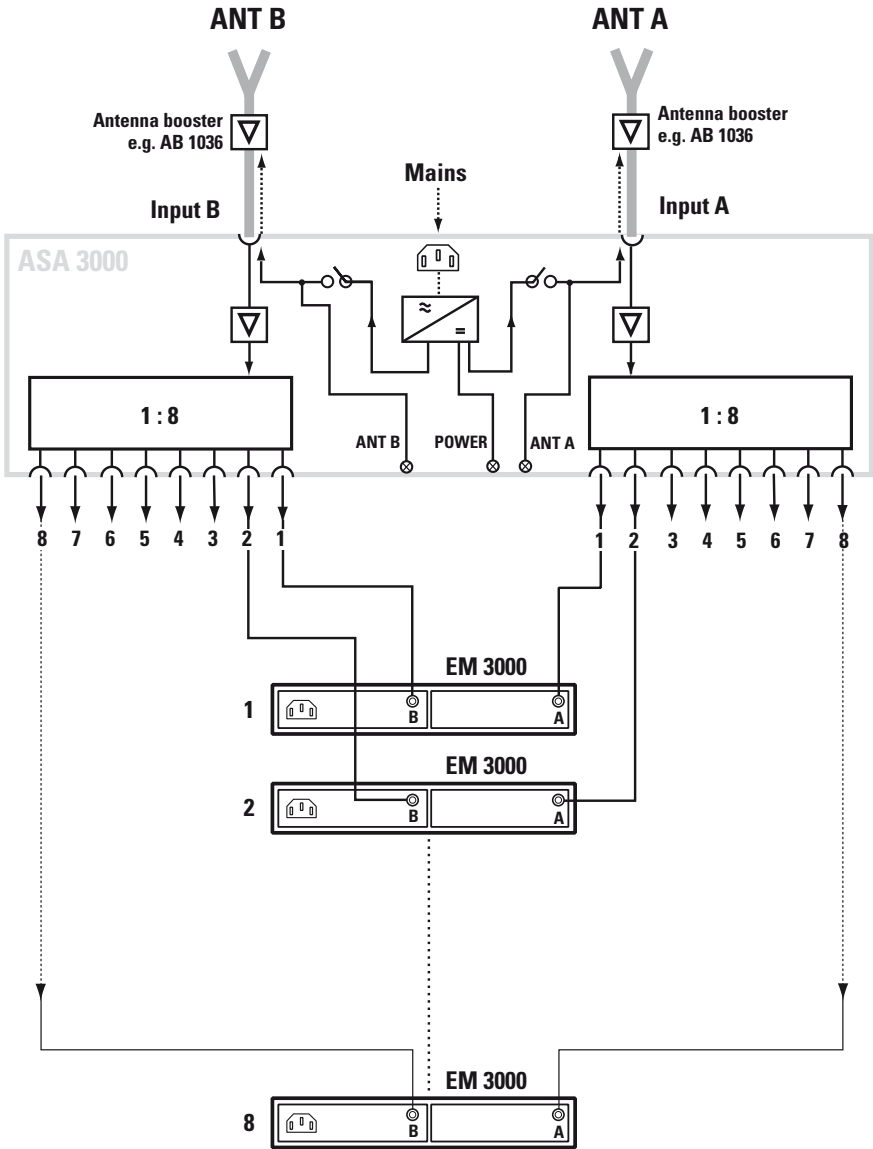 ANT B
ANT A
Antenna booster
e.g. AB 1036
Antenna booster
e.g. AB 1036
Mains
Input B
Input A
ASA 3000
≈
=
1 : 8
1 : 8
ANT B
POWER
ANT A
8 7 6 5 4 3 2 1
1 2 3 4 5 6 7 8
EM 3000
1
B
A
EM 3000
2
B
A
EM 3000
8
B
A